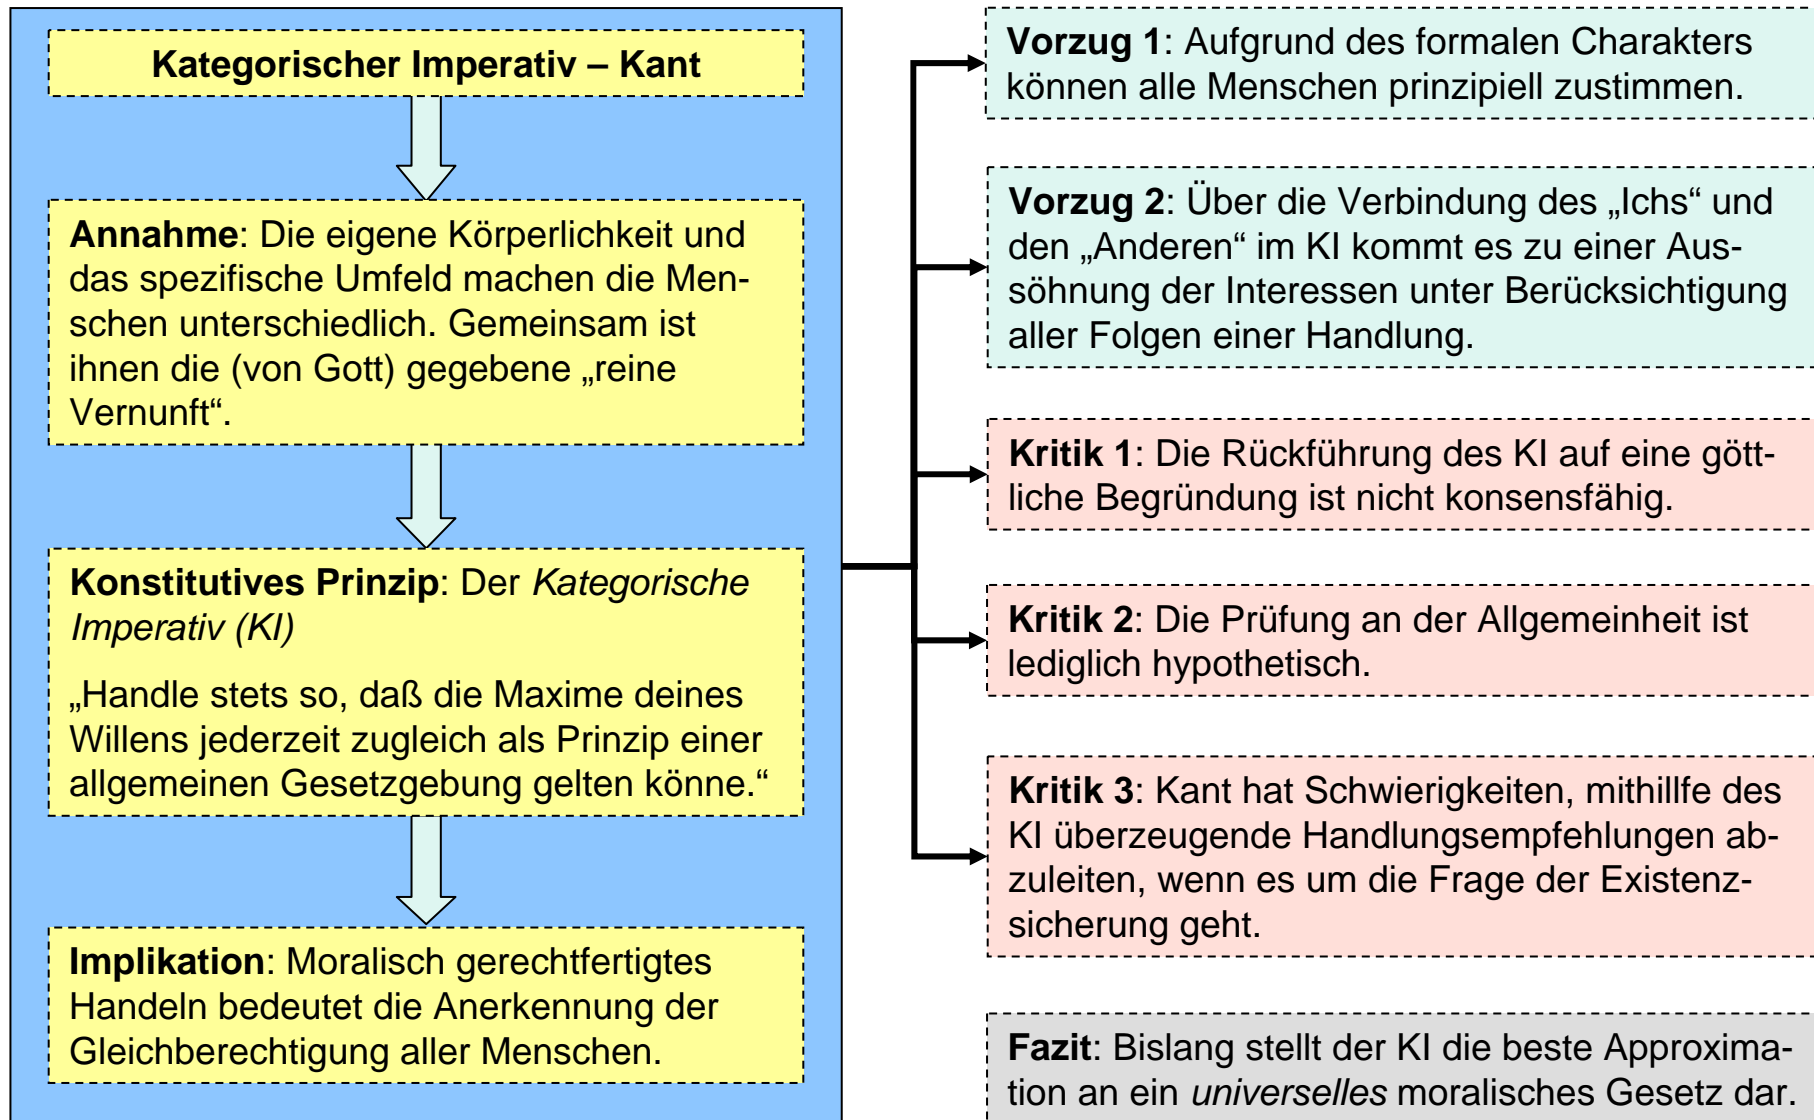 Kategorischer Imperativ – Kant
Annahme: Die eigene Körperlichkeit und
das spezifische Umfeld machen die Men-
schen unterschiedlich. Gemeinsam ist
ihnen die (von Gott) gegebene „reine
Vernunft“.
Konstitutives Prinzip: Der Kategorische
Imperativ (KI)
„Handle stets so, daß die Maxime deines
Willens jederzeit zugleich als Prinzip einer
allgemeinen Gesetzgebung gelten könne.“
Implikation: Moralisch gerechtfertigtes
Handeln bedeutet die Anerkennung der
Gleichberechtigung aller Menschen.
Vorzug 1: Aufgrund des formalen Charakters
können alle Menschen prinzipiell zustimmen.
Vorzug 2: Über die Verbindung des „Ichs“ und
den „Anderen“ im KI kommt es zu einer Aus-
söhnung der Interessen unter Berücksichtigung
aller Folgen einer Handlung.
Kritik 1: Die Rückführung des KI auf eine gött-
liche Begründung ist nicht konsensfähig.
Kritik 2: Die Prüfung an der Allgemeinheit ist
lediglich hypothetisch.
Kritik 3: Kant hat Schwierigkeiten, mithillfe des
KI überzeugende Handlungsempfehlungen ab-
zuleiten, wenn es um die Frage der Existenz-
sicherung geht.
Fazit: Bislang stellt der KI die beste Approxima-
tion an ein universelles moralisches Gesetz dar.